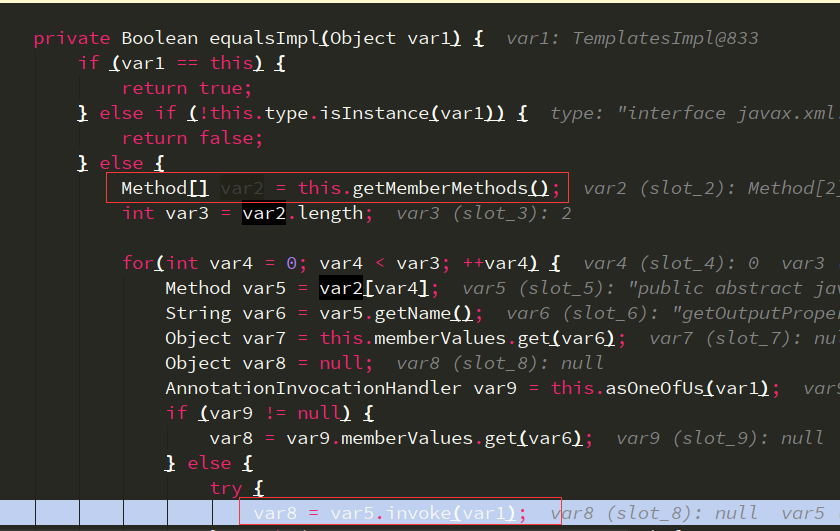 private Boolean equalsImpl(Object var1) {  var1: TemplatesImpl@833
if (var1 == this) {
return true;
} else if (!this.type.isInstance(var1)) {  type: "interface javax.xml.
return false;
} else {
Method[] var2 = this.getMemberMethods();  var2 (slot_2): Method[2]
int var3 = var2.length;  var3 (slot_3): 2
for(int var4 = 0; var4 < var3; ++var4) {  var4 (slot_4): 0  var3 (
Method var5 = var2[var4];  var5 (slot_5): "public abstract jav
String var6 = var5.getName();  var6 (slot_6): "getOutputProper
Object var7 = this.memberValues.get(var6);  var7 (slot_7): nul
Object var8 = null;  var8 (slot_8): null
AnnotationInvocationHandler var9 = this.asOneOfUs(var1);  var9
if (var9 != null) {
var8 = var9.memberValues.get(var6);  var9 (slot_9): null
} else {
try {
var8 = var5.invoke(var1);  var8 (slot_8): null  var5